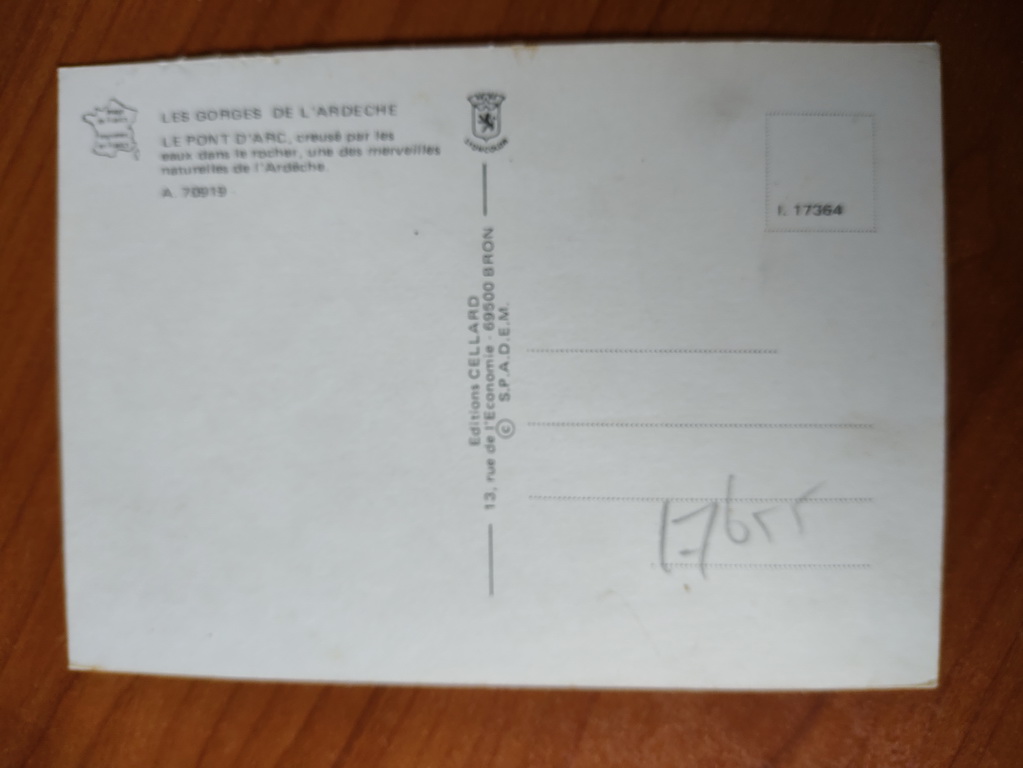 LES GORGES DE L'ARDECHE
LE PONT D'ARC, creusé par les
eaux dans le rocher, une des merveilles
naturelles de l'Ardèche.
A. 70919
Editions CELLARD
13, rue de l'Economie - 69500 BRON
© S.P.A.D.E.M.
I. 17364